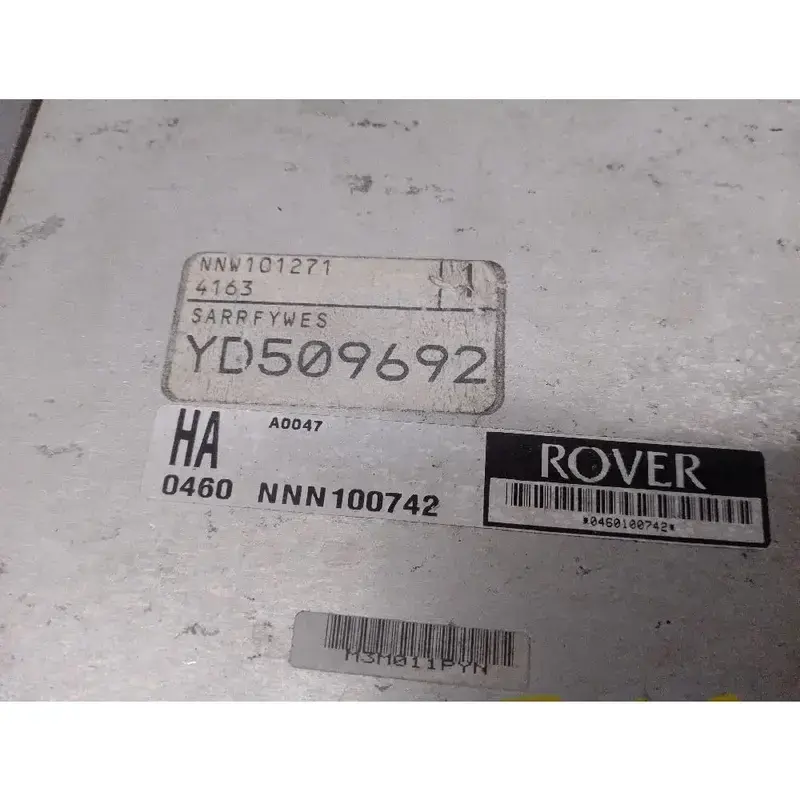 NNW101271
4163
SARRFYWES
YD509692
HA A0047
0460 NNN100742
ROVER
*0460100742*
M3M011PYN